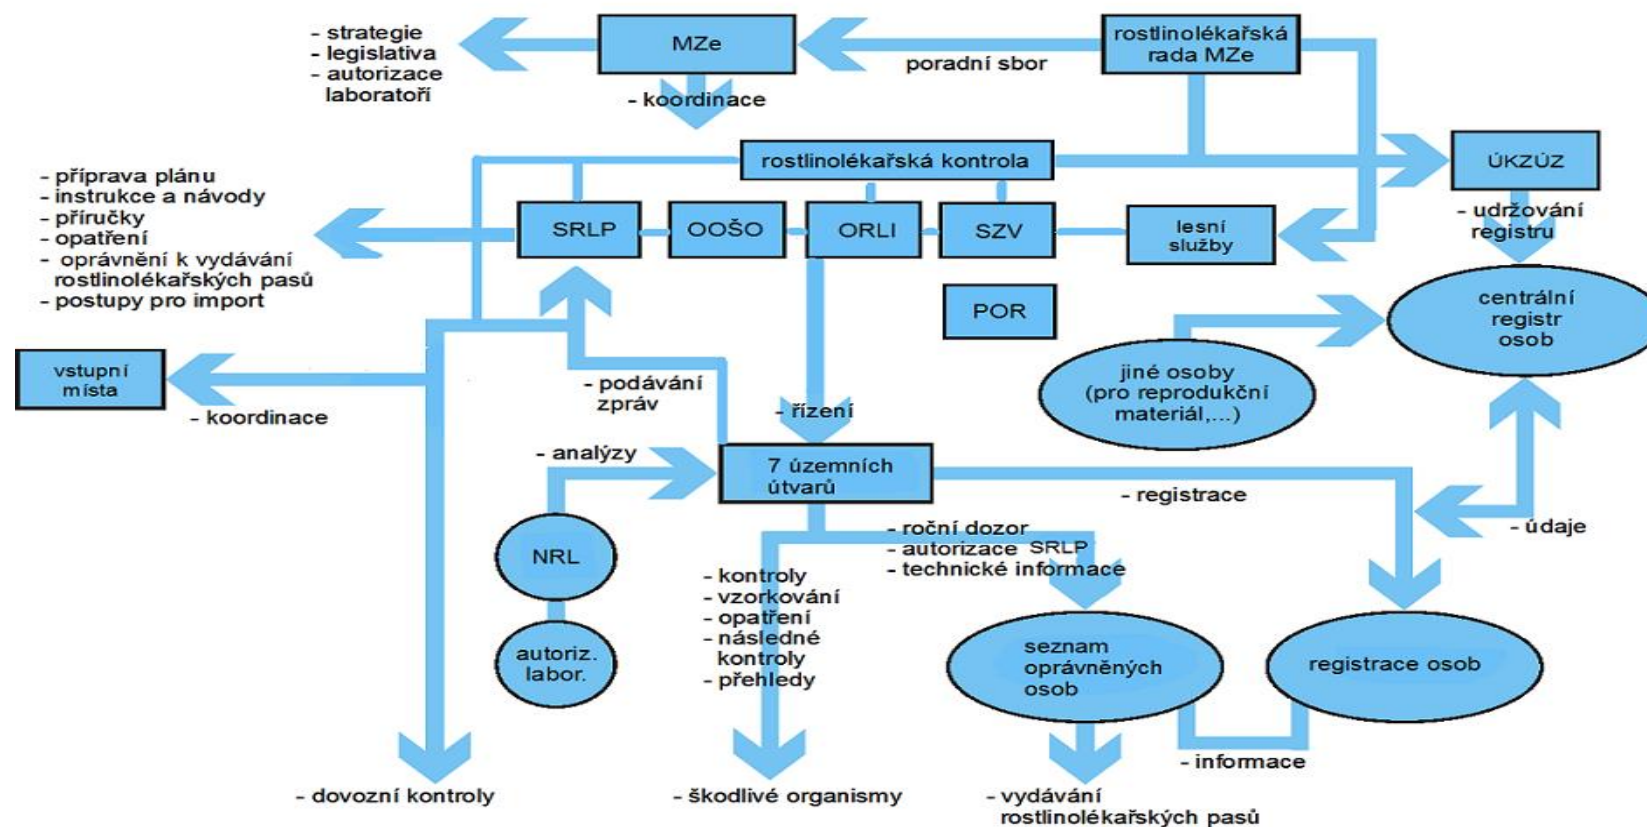 - strategie
- legislativa
- autorizace
laboratoří
MZe
poradní sbor
rostlinolékařská
rada MZe
- koordinace
rostlinolékařská kontrola
ÚKZÚZ
- příprava plánu
- instrukce a návody
- příručky
- opatření
- oprávnění k vydávání
rostlinolékařských pasů
- postupy pro import
SRLP
OOŠO
ORLI
SZV
lesní
služby
- udržování
registru
POR
centrální
registr
osob
vstupní
místa
- koordinace
- podávání
zpráv
- řízení
jiné osoby
(pro reprodukční
materiál,...)
- analýzy
7 územních
útvarů
- registrace
- údaje
NRL
autoriz.
labor.
- kontroly
- vzorkování
- opatření
- následné
kontroly
- přehledy
- roční dozor
- autorizace SRLP
- technické informace
seznam
oprávněných
osob
registrace osob
- informace
- dovozní kontroly
- škodlivé organismy
- vydávání
rostlinolékařských pasů